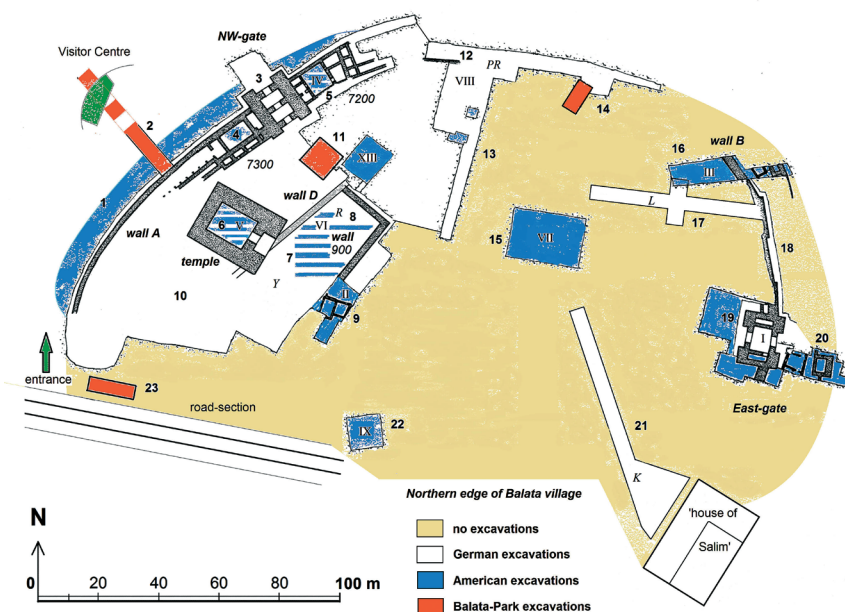 NW-gate
Visitor Centre
12
PR
3
VIII
IV
5
7200
2
14
4
11
13
16
wall B
7300
XIII
III
1
wall D
L
17
wall A
R
8
6
V
VI
wall
900
15
VII
18
temple
7
10
Y
II
19
9
I
20
entrance
23
East-gate
road-section
22
IX
21
Northern edge of Balata village
K
N
no excavations
'house of
Salim'
German excavations
0
20
40
60
80
100 m
American excavations
Balata-Park excavations